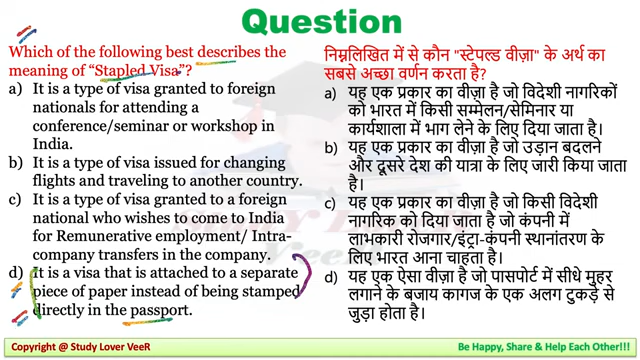 Question
Which of the following best describes the
meaning of “Stapled Visa”?
a) It is a type of visa granted to foreign
nationals for attending a
conference/seminar or workshop in
India.
b) It is a type of visa issued for changing
flights and traveling to another country.
c) It is a type of visa granted to a foreign
national who wishes to come to India
for Remunerative employment/ Intra-
company transfers in the company.
d) It is a visa that is attached to a separate
piece of paper instead of being stamped
directly in the passport.
निम्नलिखित में से कौन "स्टेपल्ड वीज़ा" के अर्थ का
सबसे अच्छा वर्णन करता है?
a) यह एक प्रकार का वीज़ा है जो विदेशी नागरिकों
को भारत में किसी सम्मेलन/सेमिनार या
कार्यशाला में भाग लेने के लिए दिया जाता है।
b) यह एक प्रकार का वीज़ा है जो उड़ान बदलने
और दूसरे देश की यात्रा के लिए जारी किया जाता
है।
c) यह एक प्रकार का वीज़ा है जो किसी विदेशी
नागरिक को दिया जाता है जो कंपनी में
लाभकारी रोजगार/इंट्रा-कंपनी स्थानांतरण के
लिए भारत आना चाहता है।
d) यह एक ऐसा वीज़ा है जो पासपोर्ट में सीधे मुहर
लगाने के बजाय कागज के एक अलग टुकड़े से
जुड़ा होता है।
Study Lover
VeeR
Copyright @ Study Lover VeeR
Be Happy, Share & Help Each Other!!!